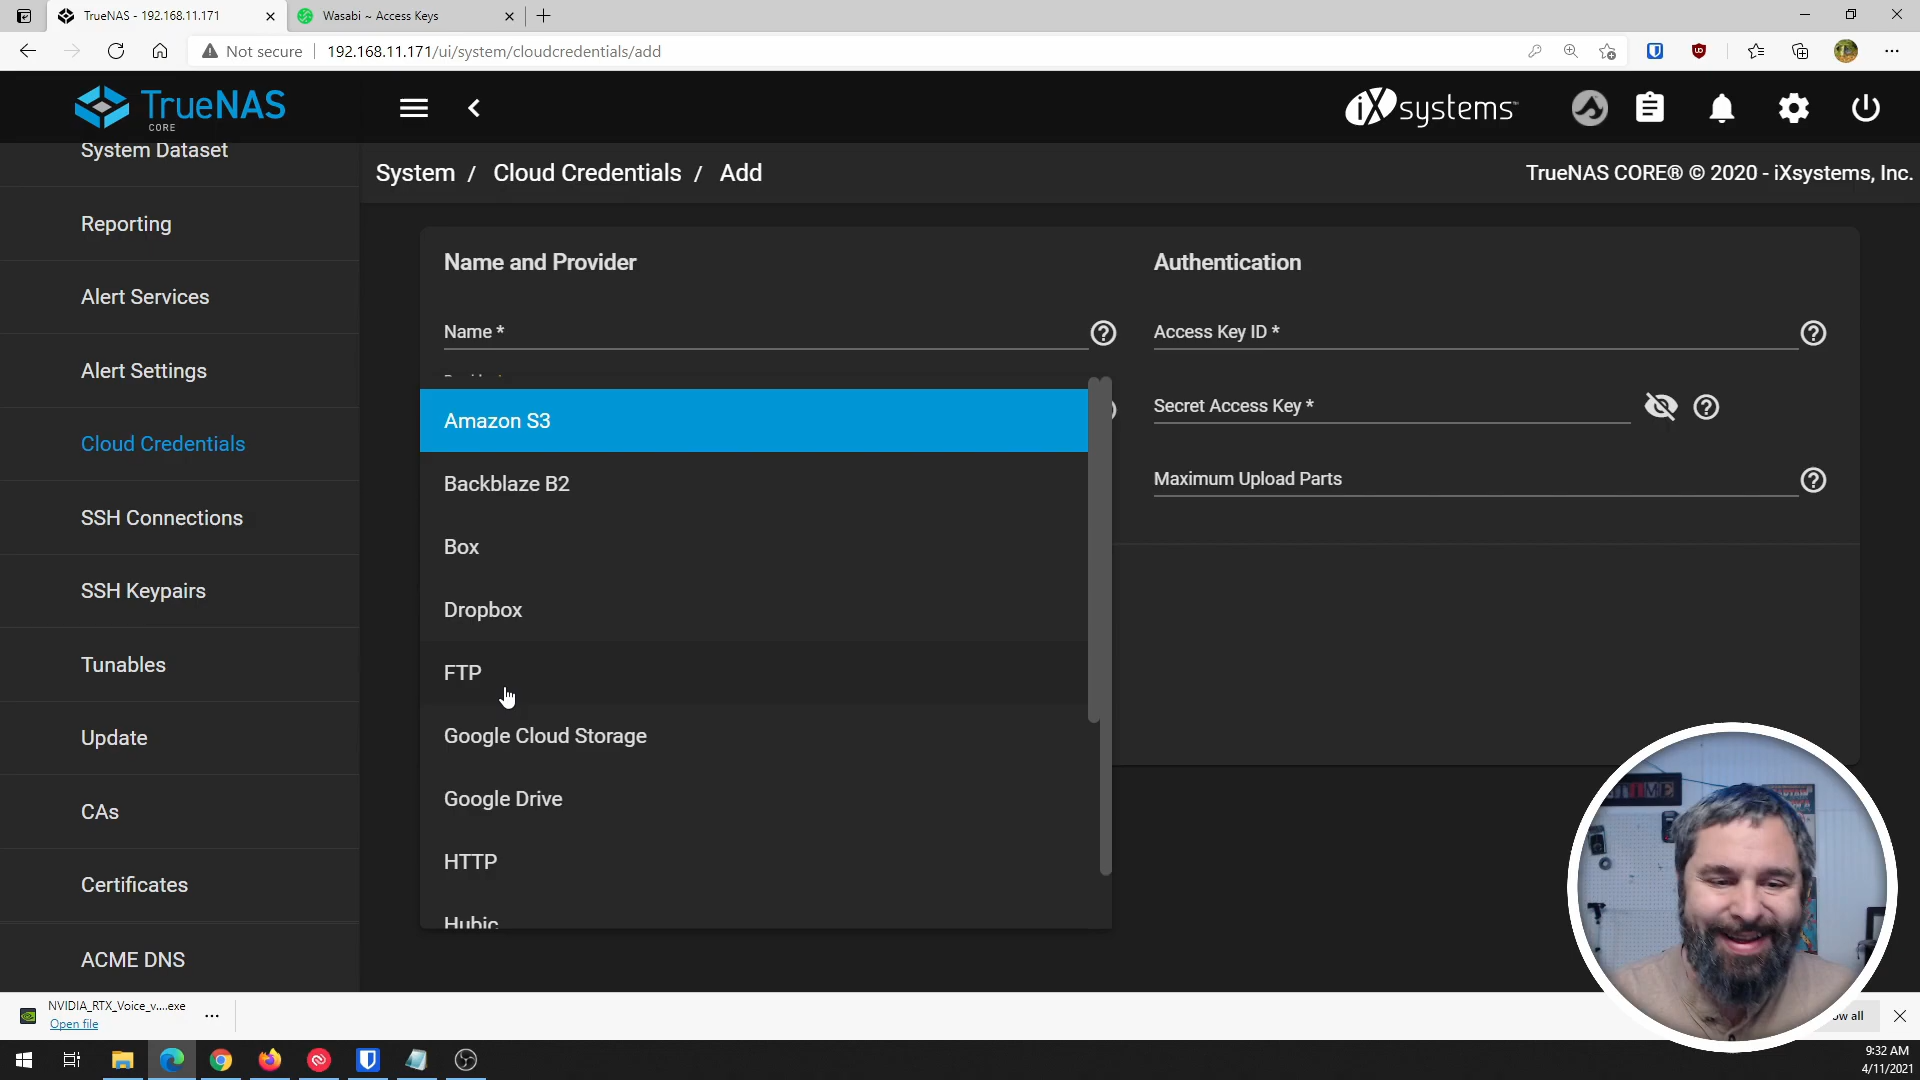 TrueNAS - 192.168.11.171
Wasabi ~ Access Keys
Not secure
192.168.11.171/ui/system/cloudcredentials/add
TrueNAS
CORE
iXsystems™
System Dataset
System / Cloud Credentials / Add
TrueNAS CORE® © 2020 - iXsystems, Inc.
Reporting
Alert Services
Alert Settings
Cloud Credentials
SSH Connections
SSH Keypairs
Tunables
Update
CAs
Certificates
ACME DNS
Name and Provider
Name *
Amazon S3
Backblaze B2
Box
Dropbox
FTP
Google Cloud Storage
Google Drive
HTTP
Hubic
Authentication
Access Key ID *
Secret Access Key *
Maximum Upload Parts
NVIDIA_RTX_Voice_v....exe
Open file
ow all
9:32 AM
4/11/2021